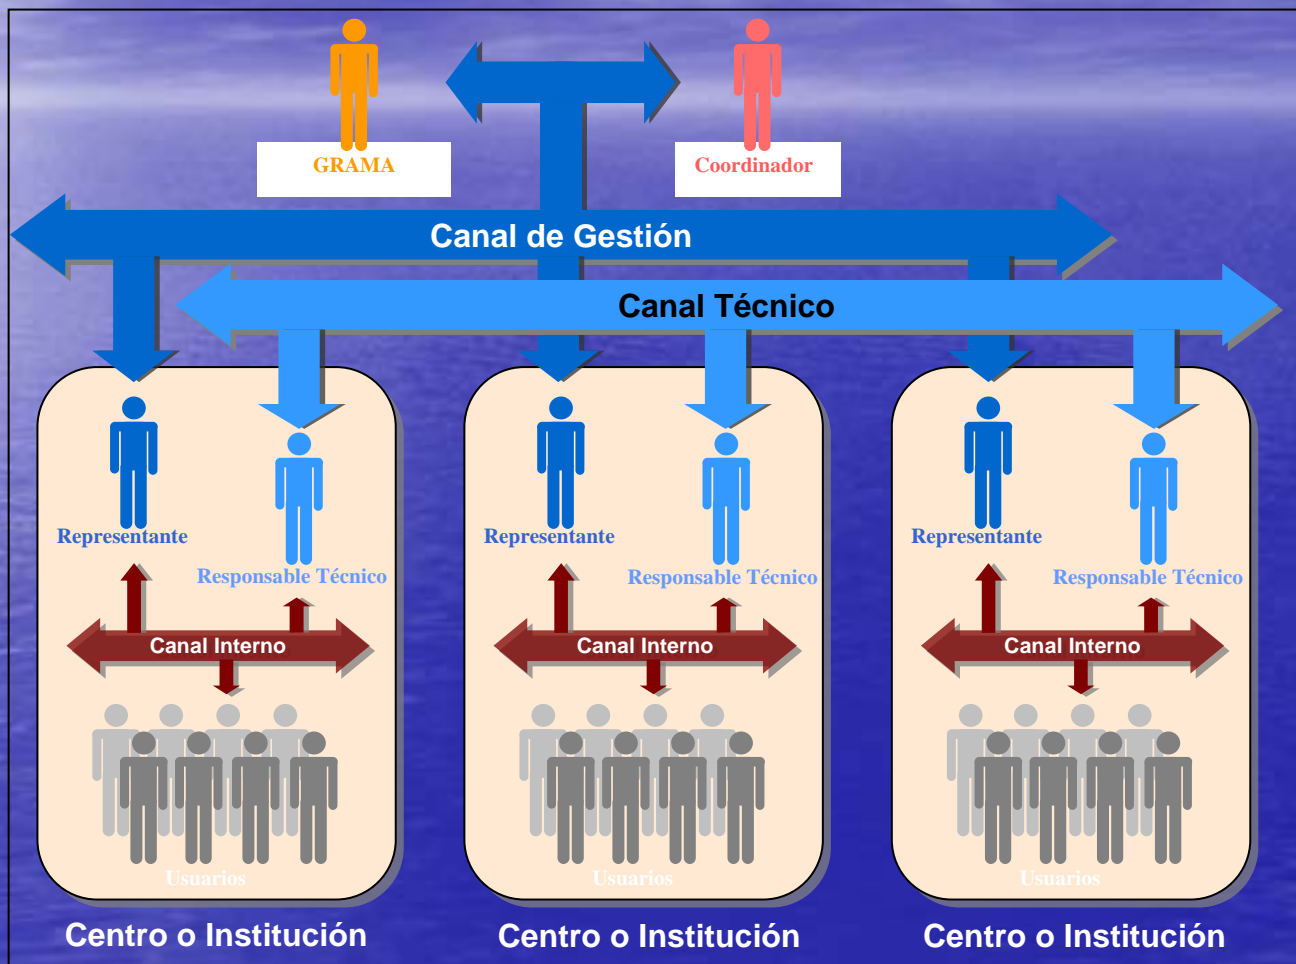 GRAMA
Coordinador
Canal de Gestión
Canal Técnico
Representante
Responsable Técnico
Canal Interno
Usuarios
Centro o Institución
Representante
Responsable Técnico
Canal Interno
Usuarios
Centro o Institución
Representante
Responsable Técnico
Canal Interno
Usuarios
Centro o Institución